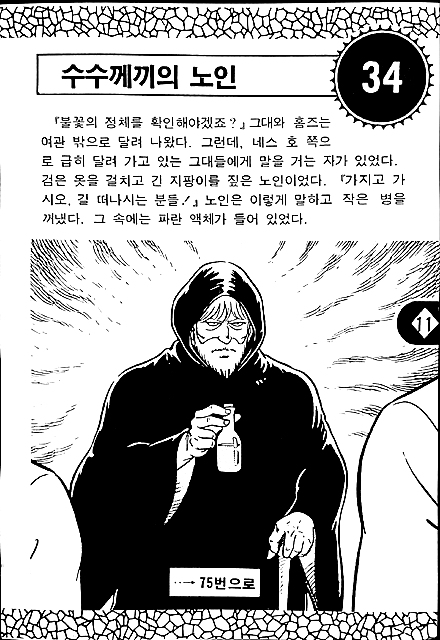 수수께끼의 노인
34
『불꽃의 정체를 확인해야겠죠?』그대와 홈즈는
여관 밖으로 달려 나왔다. 그런데, 네스 호 쪽으
로 급히 달려 가고 있는 그대들에게 말을 거는 자가 있었다.
검은 옷을 걸치고 긴 지팡이를 짚은 노인이었다. 『가지고 가
시오, 길 떠나시는 분들!』노인은 이렇게 말하고 작은 병을
꺼냈다. 그 속에는 파란 액체가 들어 있었다.
11
…→ 75번으로